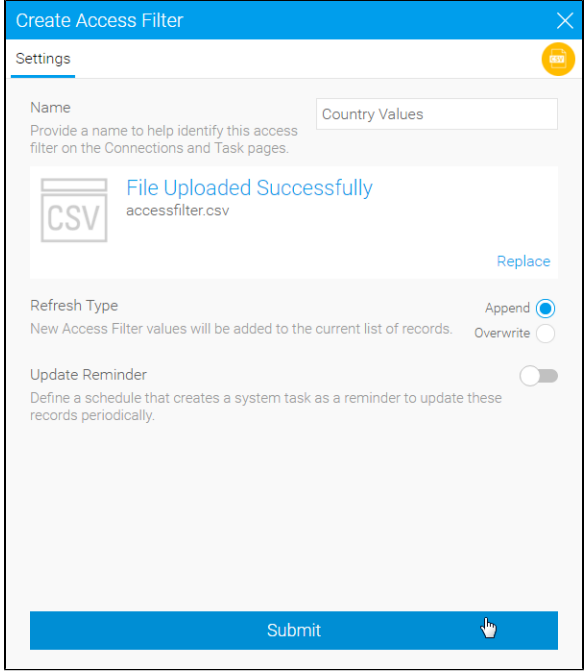 Create Access Filter
Settings
CSV
Name
Country Values
Provide a name to help identify this access
filter on the Connections and Task pages.
CSV
File Uploaded Successfully
accessfilter.csv
Replace
Refresh Type
Append
New Access Filter values will be added to the current list of records.
Overwrite
Update Reminder
Define a schedule that creates a system task as a reminder to update these
records periodically.
Submit